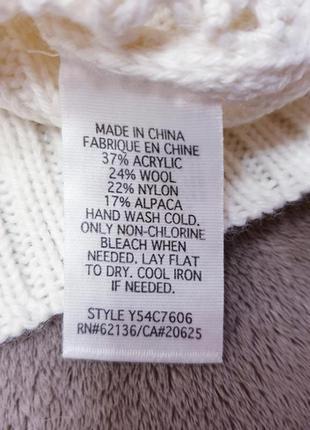 MADE IN CHINA
FABRIQUE EN CHINE
37% ACRYLIC
24% WOOL
22% NYLON
17% ALPACA
HAND WASH COLD.
ONLY NON-CHLORINE
BLEACH WHEN
NEEDED. LAY FLAT
TO DRY. COOL IRON
IF NEEDED.
STYLE Y54C7606
RN#62136/CA#20625